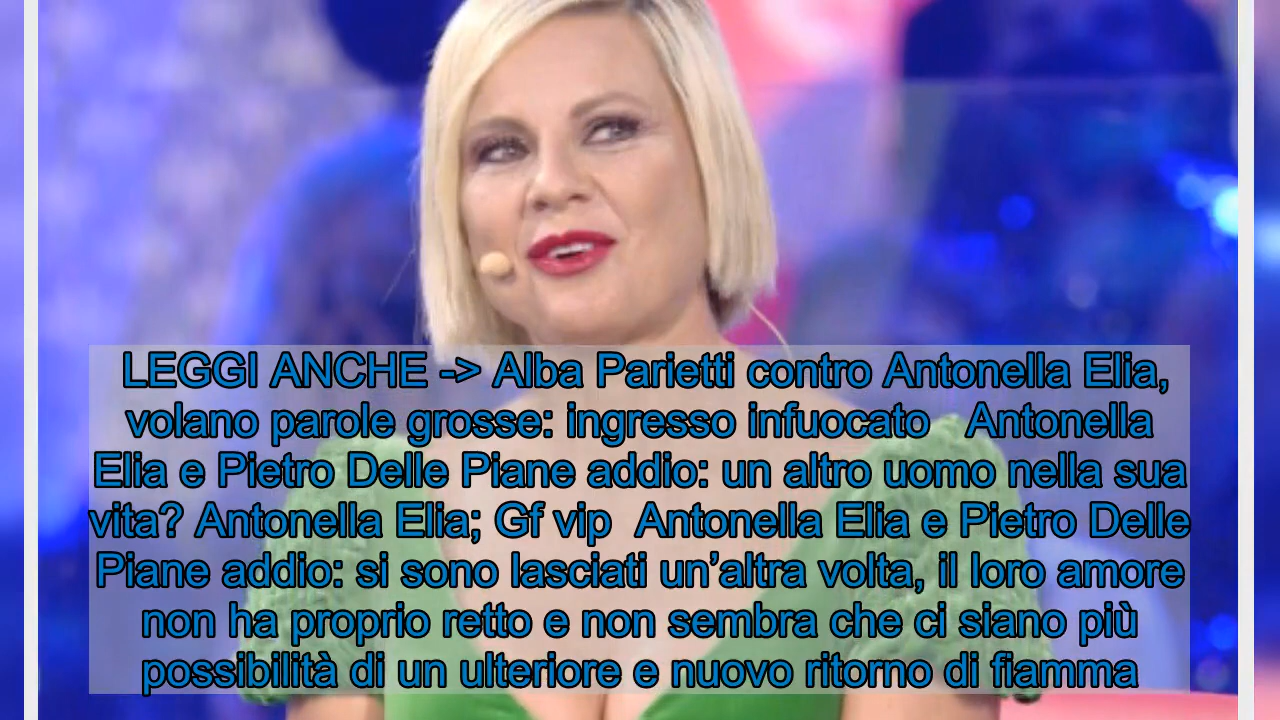 LEGGI ANCHE -> Alba Parietti contro Antonella Elia,
volano parole grosse: ingresso infuocato   Antonella
Elia e Pietro Delle Piane addio: un altro uomo nella sua
vita? Antonella Elia; Gf vip  Antonella Elia e Pietro Delle
Piane addio: si sono lasciati un’altra volta, il loro amore
non ha proprio retto e non sembra che ci siano più
possibilità di un ulteriore e nuovo ritorno di fiamma